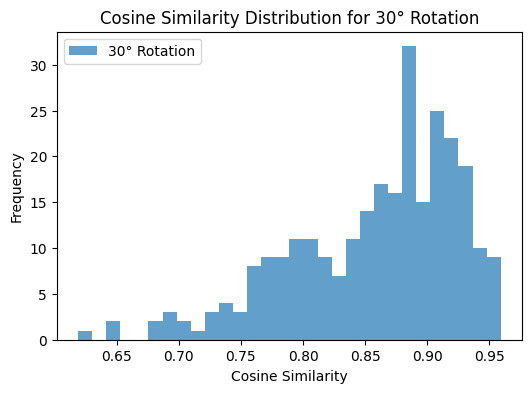 Cosine Similarity Distribution for 30° Rotation
30° Rotation
Frequency
30
25
20
15
10
5
0
0.65 0.70 0.75 0.80 0.85 0.90 0.95
Cosine Similarity